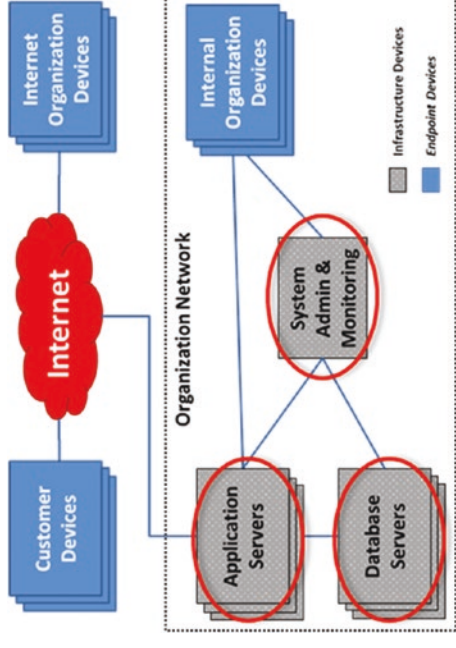 Customer
Devices
Internet
Internet
Organization
Devices
Organization Network
Application
Servers
System
Admin &
Monitoring
Internal
Organization
Devices
Database
Servers
Infrastructure Devices
Endpoint Devices